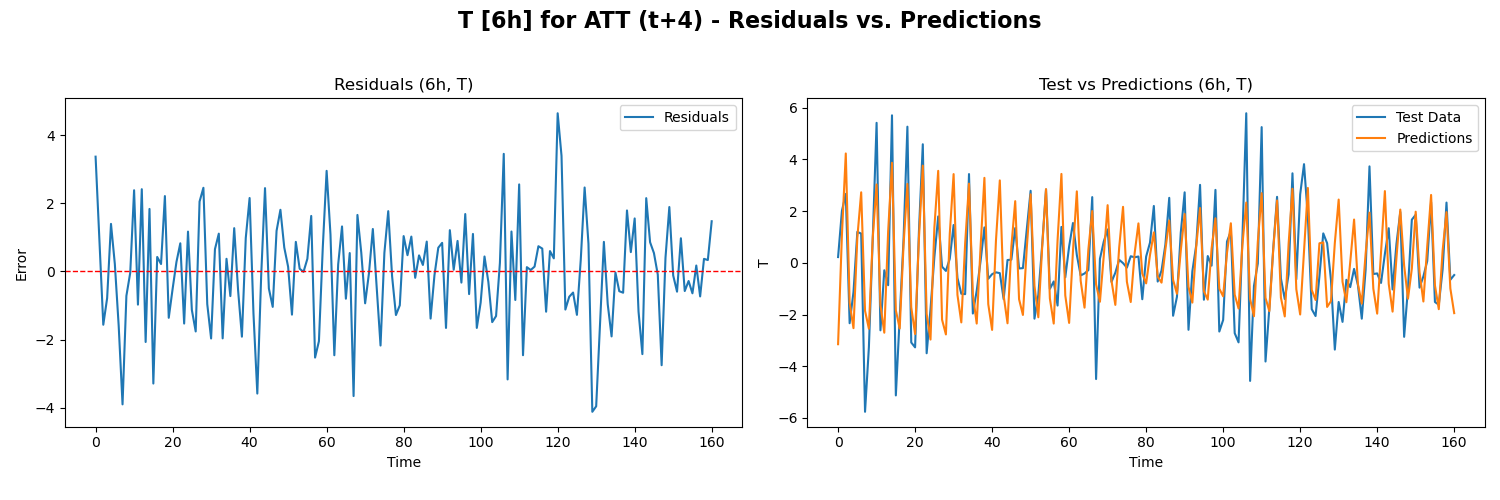 T [6h] for ATT (t+4) - Residuals vs. Predictions
Residuals (6h, T)
Residuals
Error
4
2
0
−2
−4
0 20 40 60 80 100 120 140 160
Time
Test vs Predictions (6h, T)
Test Data
Predictions
T
6
4
2
0
−2
−4
−6
0 20 40 60 80 100 120 140 160
Time